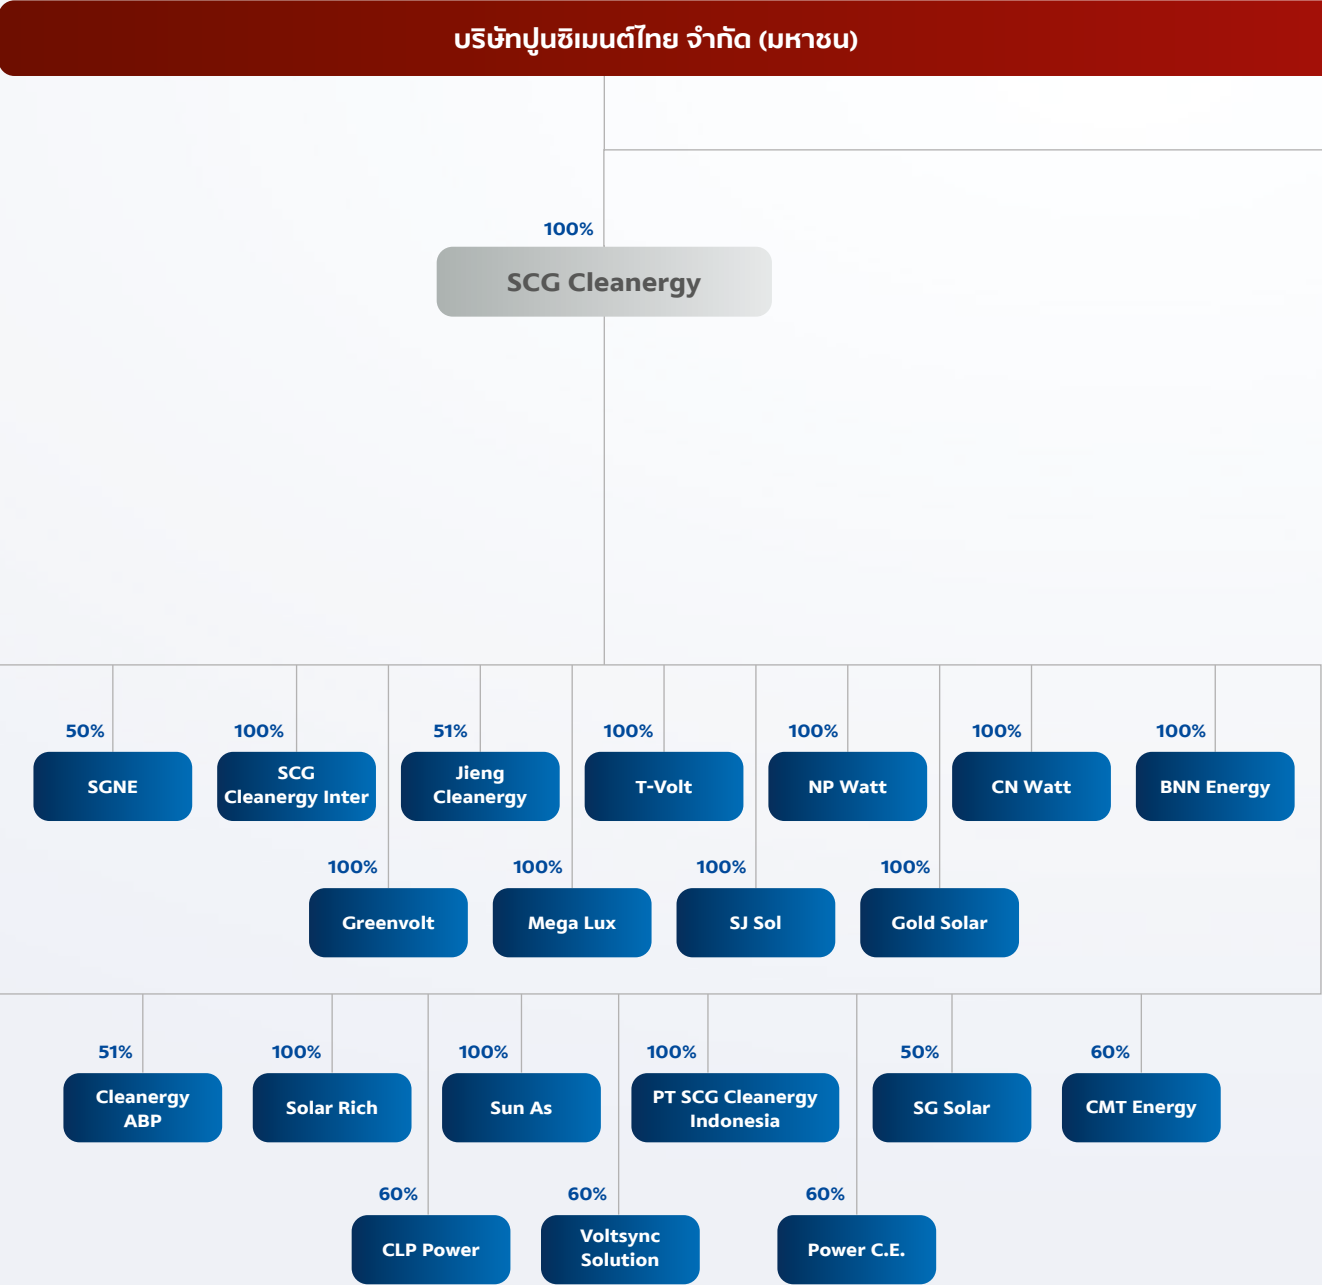 บริษัทปูนซิเมนต์ไทย จำกัด (มหาชน)
100%
SCG Cleanergy
50%
SGNE
100%
SCG
Cleanergy Inter
51%
Jieng
Cleanergy
100%
T-Volt
100%
NP Watt
100%
CN Watt
100%
BNN Energy
100%
Greenvolt
100%
Mega Lux
100%
SJ Sol
100%
Gold Solar
51%
Cleanergy
ABP
100%
Solar Rich
100%
Sun As
100%
PT SCG Cleanergy
Indonesia
50%
SG Solar
60%
CMT Energy
60%
CLP Power
60%
Voltsync
Solution
60%
Power C.E.